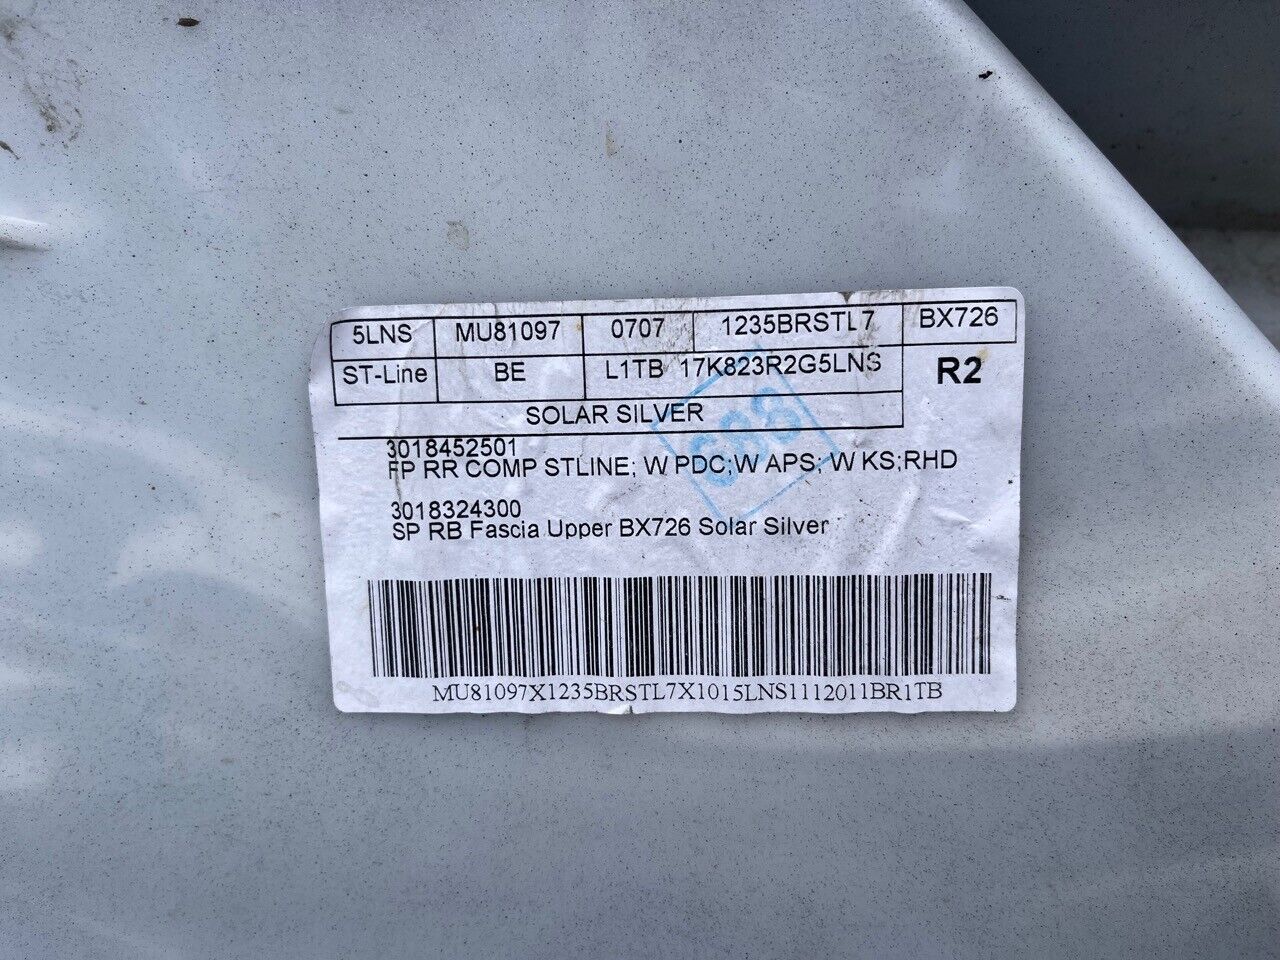 5LNS MU81097 0707 1235BRSTL7 BX726
ST-Line BE L1TB 17K823R2G5LNS R2
SOLAR SILVER
3018452501
FP RR COMP STLINE; W PDC;W APS; W KS;RHD
3018324300
SP RB Fascia Upper BX726 Solar Silver
MU81097X1235BRSTL7X1015LNS1112011BR1TB